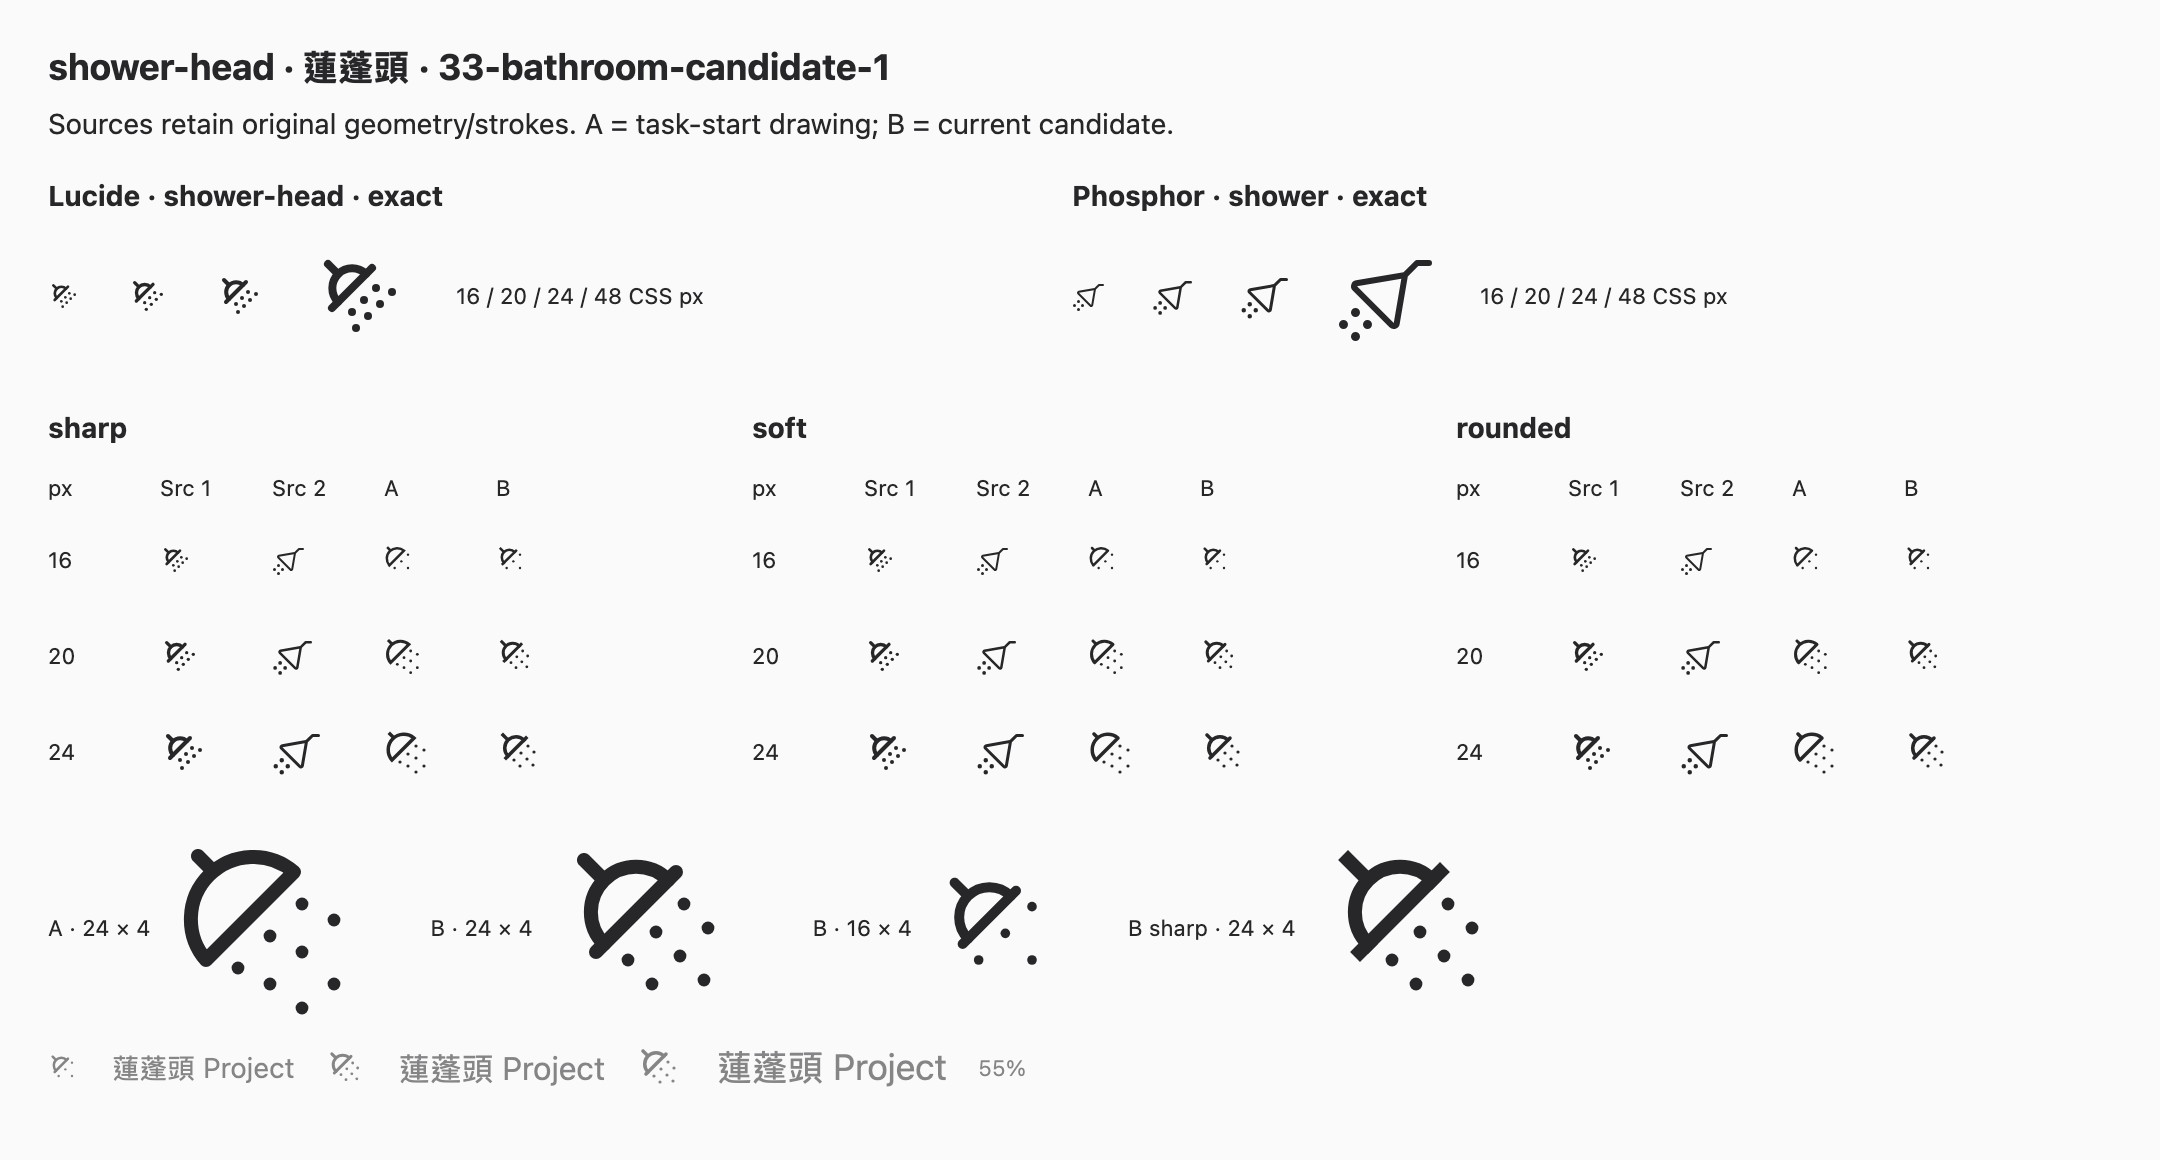 shower-head · 蓮蓬頭 · 33-bathroom-candidate-1
Sources retain original geometry/strokes. A = task-start drawing; B = current candidate.
Lucide · shower-head · exact
Phosphor · shower · exact
16 / 20 / 24 / 48 CSS px
16 / 20 / 24 / 48 CSS px
sharp
soft
rounded
px Src 1 Src 2 A B
px Src 1 Src 2 A B
px Src 1 Src 2 A B
16
16
16
20
20
20
24
24
24
A · 24 × 4
B · 24 × 4
B · 16 × 4
B sharp · 24 × 4
蓮蓬頭 Project
蓮蓬頭 Project
蓮蓬頭 Project
55%